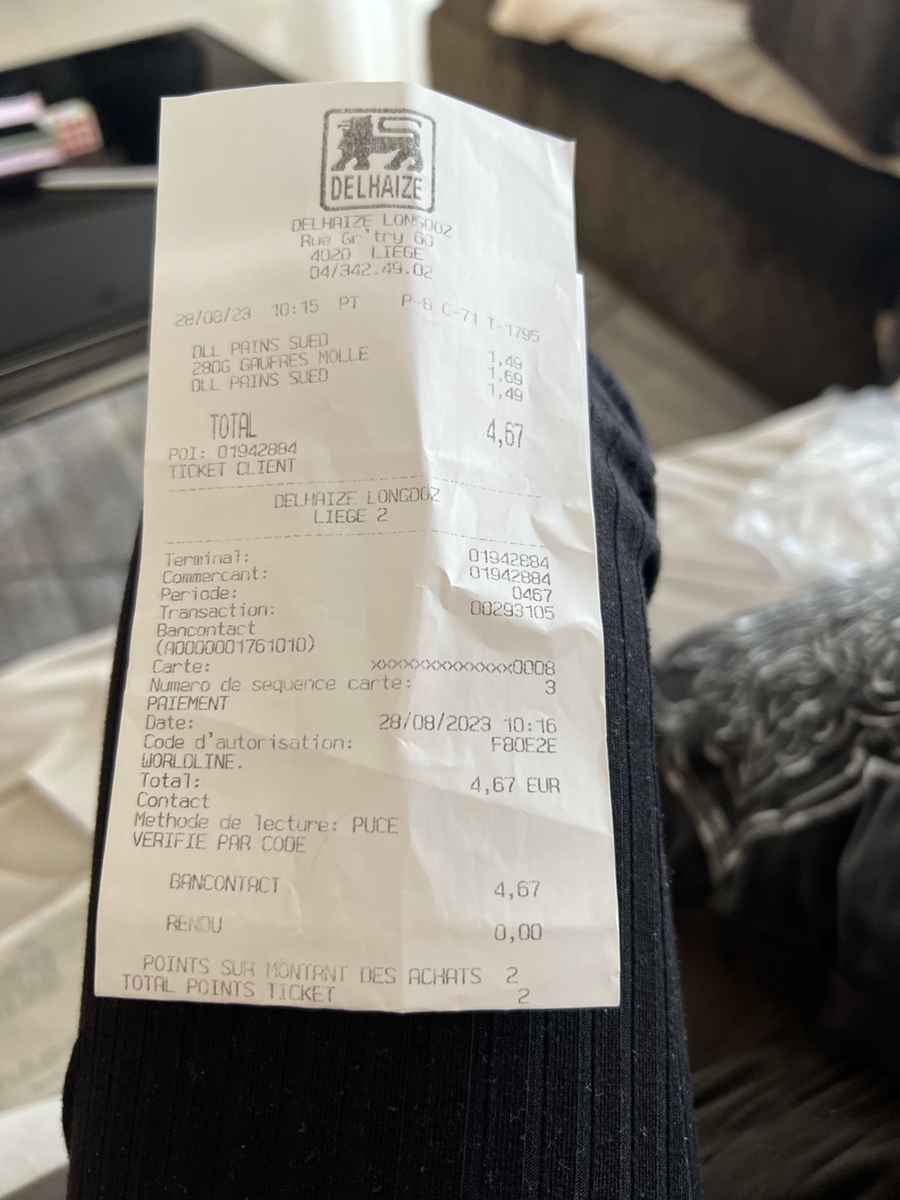 DELHAIZE
DELHAIZE LONGDOZ
Rue Gr'try 60
4020 LIEGE
04/342.49.02
28/08/23 10:15 PT P-8 C-71 T-1795
DLL PAINS SUED 1,49
280G GAUFRES MOLLE 1,69
DLL PAINS SUED 1,49
TOTAL 4,67
POI: 01942884
TICKET CLIENT
DELHAIZE LONGDOZ
LIEGE 2
Terminal: 01942884
Commercant: 01942884
Periode: 0467
Transaction: 00293105
Bancontact
(A0000001761010)
Carte: xxxxxxxxxxxxx0008
Numero de sequence carte: 3
PAIEMENT
Date: 28/08/2023 10:16
Code d'autorisation: F80E2E
WORLDLINE.
Total: 4,67 EUR
Contact
Methode de lecture: PUCE
VERIFIE PAR CODE
BANCONTACT 4,67
RENDU 0,00
POINTS SUR MONTANT DES ACHATS 2
TOTAL POINTS TICKET 2